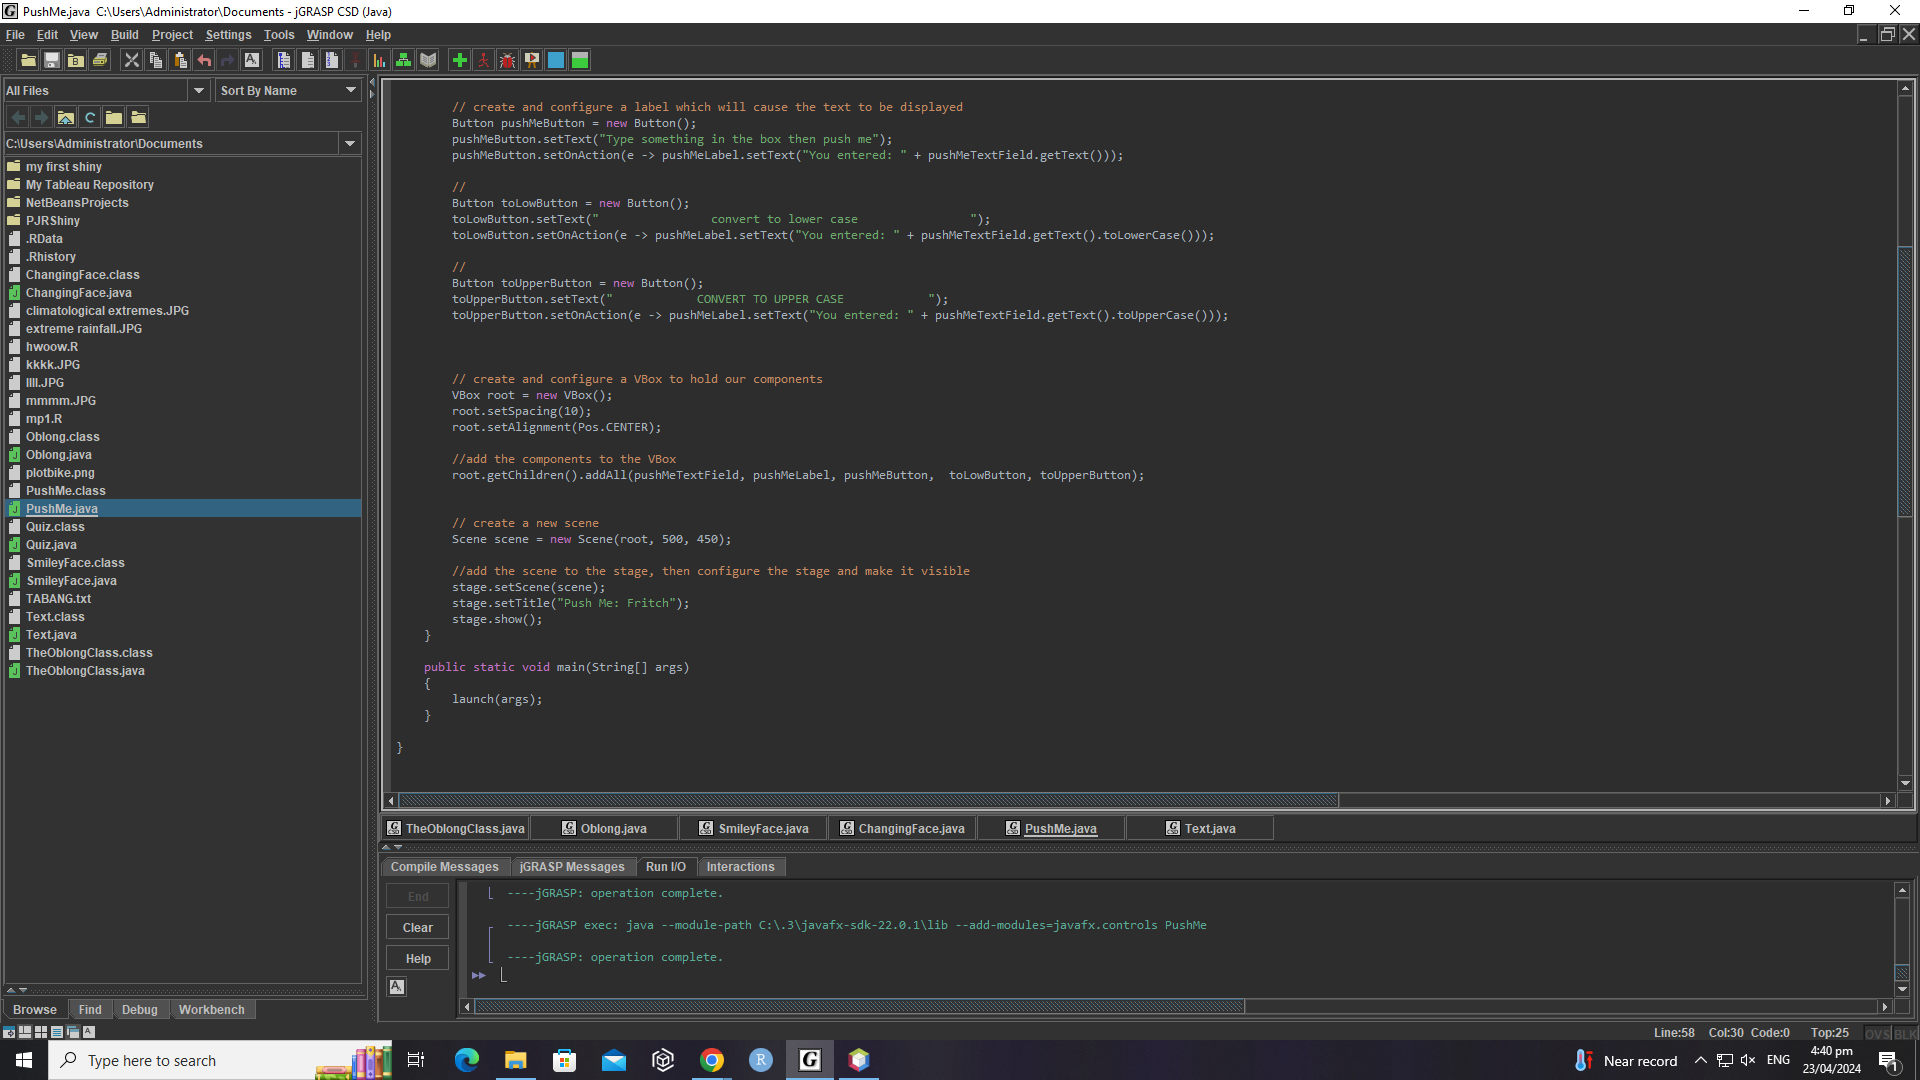 PushMe.java  C:\Users\Administrator\Documents - jGRASP CSD (Java)
File Edit View Build Project Settings Tools Window Help
All Files
Sort By Name
C:\Users\Administrator\Documents
my first shiny
My Tableau Repository
NetBeansProjects
PJRShiny
.RData
.Rhistory
ChangingFace.class
ChangingFace.java
climatological extremes.JPG
extreme rainfall.JPG
hwoow.R
kkkk.JPG
llll.JPG
mmmm.JPG
mp1.R
Oblong.class
Oblong.java
plotbike.png
PushMe.class
PushMe.java
Quiz.class
Quiz.java
SmileyFace.class
SmileyFace.java
TABANG.txt
Text.class
Text.java
TheOblongClass.class
TheOblongClass.java
Browse Find Debug Workbench
// create and configure a label which will cause the text to be displayed
Button pushMeButton = new Button();
pushMeButton.setText("Type something in the box then push me");
pushMeButton.setOnAction(e -> pushMeLabel.setText("You entered: " + pushMeTextField.getText()));
//
Button toLowButton = new Button();
toLowButton.setText("                convert to lower case                ");
toLowButton.setOnAction(e -> pushMeLabel.setText("You entered: " + pushMeTextField.getText().toLowerCase()));
//
Button toUpperButton = new Button();
toUpperButton.setText("            CONVERT TO UPPER CASE            ");
toUpperButton.setOnAction(e -> pushMeLabel.setText("You entered: " + pushMeTextField.getText().toUpperCase()));
// create and configure a VBox to hold our components
VBox root = new VBox();
root.setSpacing(10);
root.setAlignment(Pos.CENTER);
//add the components to the VBox
root.getChildren().addAll(pushMeTextField, pushMeLabel, pushMeButton,  toLowButton, toUpperButton);
// create a new scene
Scene scene = new Scene(root, 500, 450);
//add the scene to the stage, then configure the stage and make it visible
stage.setScene(scene);
stage.setTitle("Push Me: Fritch");
stage.show();
}
public static void main(String[] args)
{
launch(args);
}
}
TheOblongClass.java Oblong.java SmileyFace.java ChangingFace.java PushMe.java Text.java
Compile Messages jGRASP Messages Run I/O Interactions
End
Clear
Help
----jGRASP: operation complete.
----jGRASP exec: java --module-path C:\.3\javafx-sdk-22.0.1\lib --add-modules=javafx.controls PushMe
----jGRASP: operation complete.
Line:58 Col:30 Code:0 Top:25 OVS BLK
Type here to search
Near record
ENG
4:40 pm
23/04/2024
1